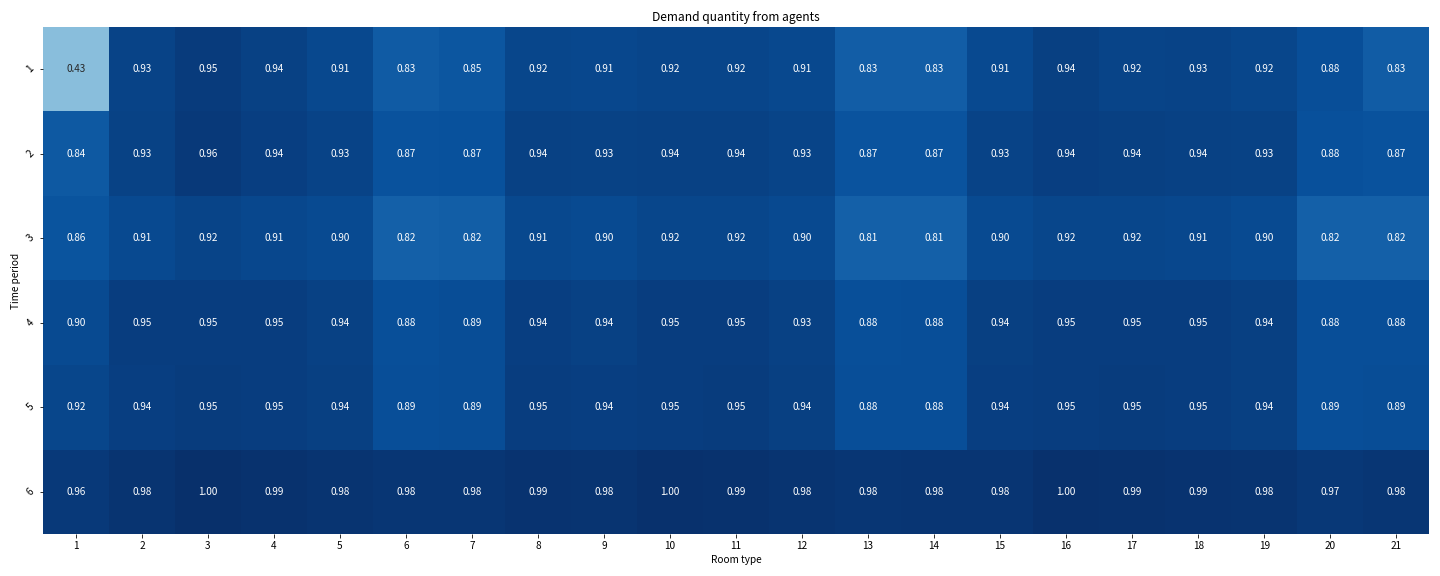 Demand quantity from agents
1 0.43 0.93 0.95 0.94 0.91 0.83 0.85 0.92 0.91 0.92 0.92 0.91 0.83 0.83 0.91 0.94 0.92 0.93 0.92 0.88 0.83
2 0.84 0.93 0.96 0.94 0.93 0.87 0.87 0.94 0.93 0.94 0.94 0.93 0.87 0.87 0.93 0.94 0.94 0.94 0.93 0.88 0.87
3 0.86 0.91 0.92 0.91 0.90 0.82 0.82 0.91 0.90 0.92 0.92 0.90 0.81 0.81 0.90 0.92 0.92 0.91 0.90 0.82 0.82
Time period
4 0.90 0.95 0.95 0.95 0.94 0.88 0.89 0.94 0.94 0.95 0.95 0.93 0.88 0.88 0.94 0.95 0.95 0.95 0.94 0.88 0.88
5 0.92 0.94 0.95 0.95 0.94 0.89 0.89 0.95 0.94 0.95 0.95 0.94 0.88 0.88 0.94 0.95 0.95 0.95 0.94 0.89 0.89
6 0.96 0.98 1.00 0.99 0.98 0.98 0.98 0.99 0.98 1.00 0.99 0.98 0.98 0.98 0.98 1.00 0.99 0.99 0.98 0.97 0.98
1 2 3 4 5 6 7 8 9 10 11 12 13 14 15 16 17 18 19 20 21
Room type